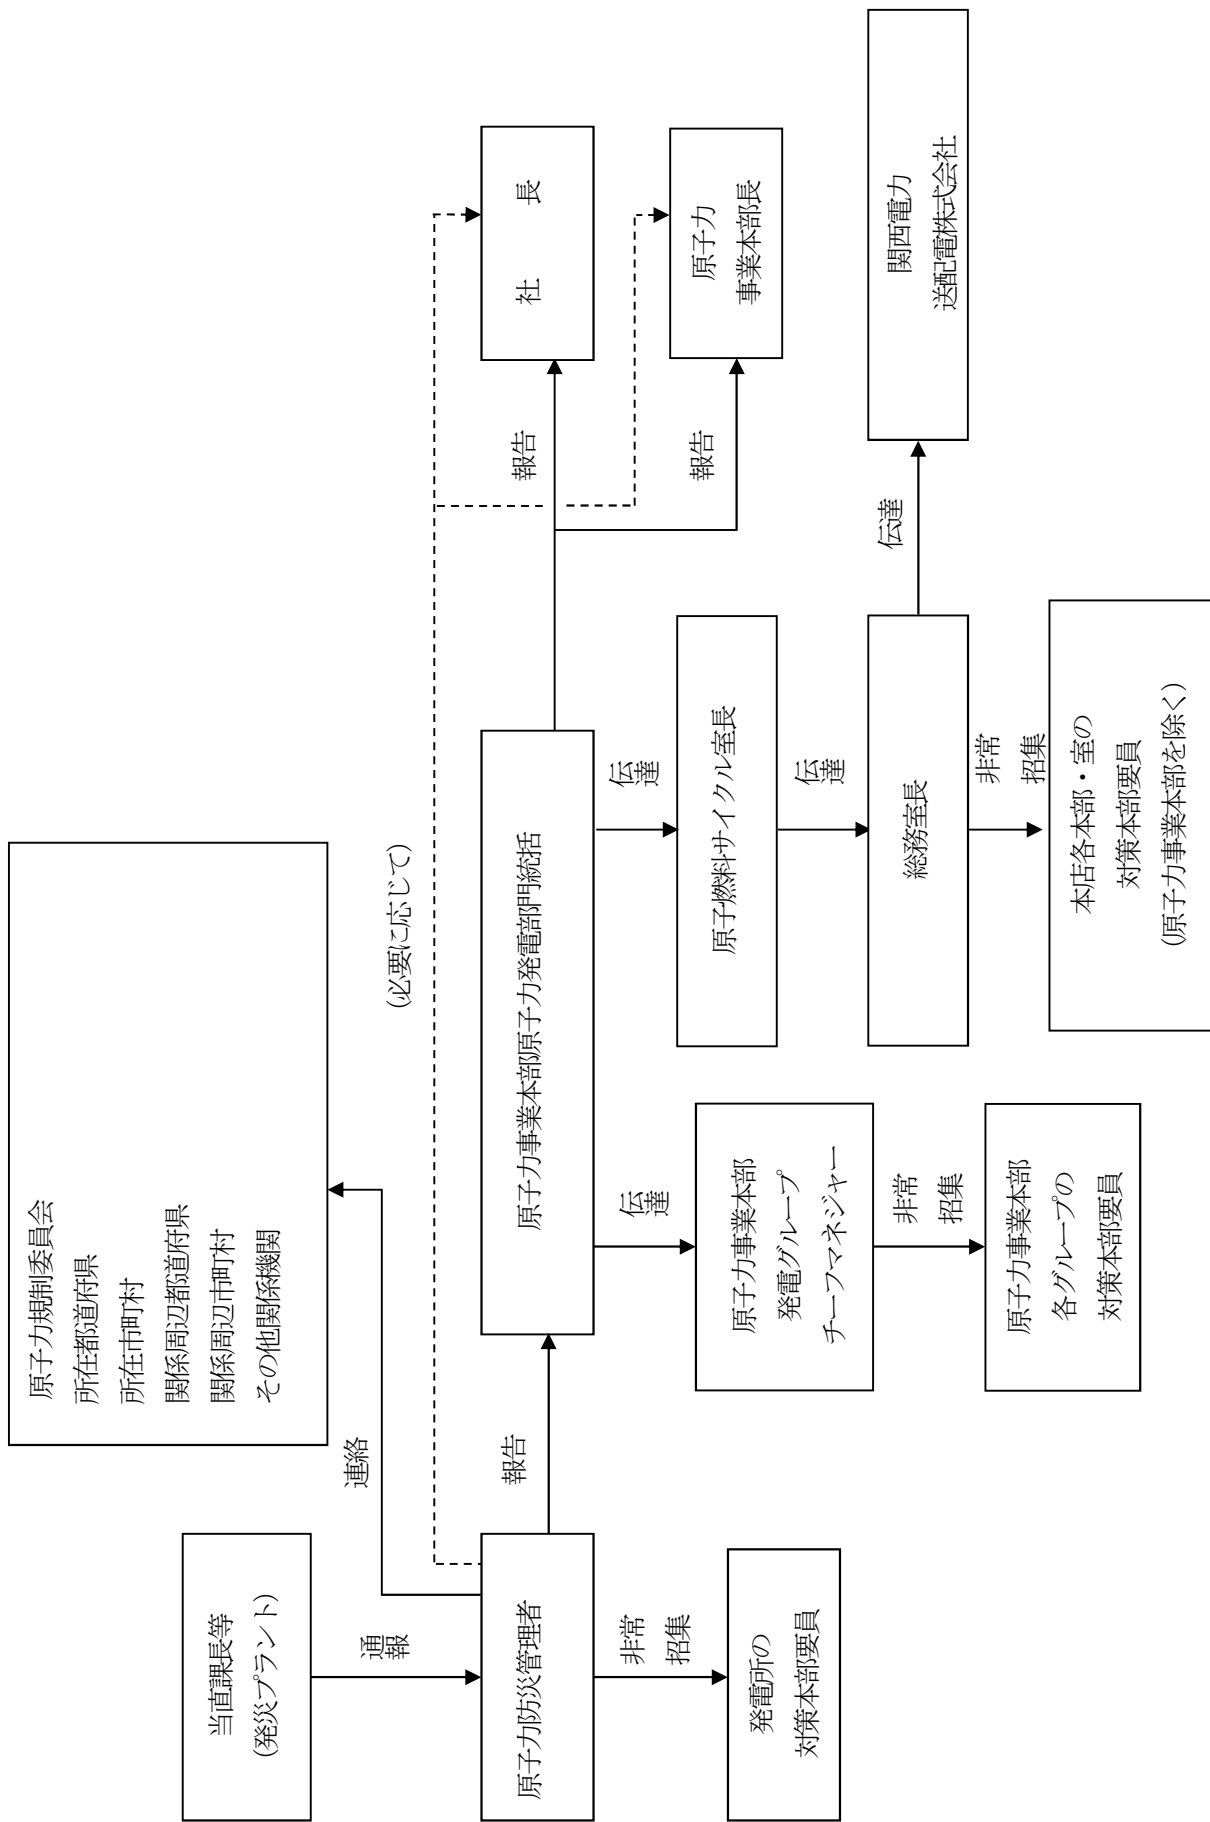 当直課長等
(発災プラント)
通報
原子力防災管理者
非常
招集
発電所の
対策本部要員
連絡
原子力規制委員会
所在都道府県
所在市町村
関係周辺都道府県
関係周辺市町村
その他関係機関
(必要に応じて)
報告
原子力事業本部原子力発電部門統括
伝達
原子力事業本部
発電グループ
チーフマネジャー
非常
招集
原子力事業本部
各グループの
対策本部要員
伝達
原子燃料サイクル室長
伝達
総務室長
非常
招集
本店各本部・室の
対策本部要員
(原子力事業本部を除く)
報告
社　長
報告
原子力
事業本部長
伝達
関西電力
送配電株式会社